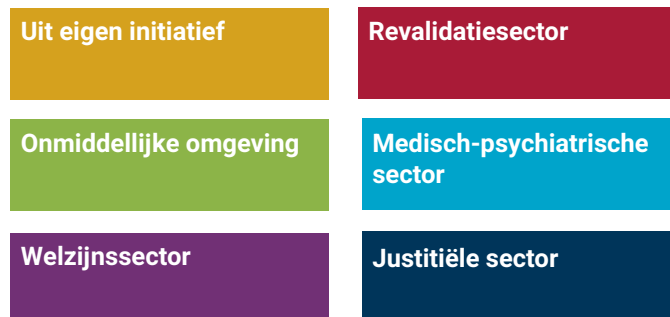 Uit eigen initiatief
Revalidatiesector
Onmiddellijke omgeving
Medisch-psychiatrische
sector
Welzijnssector
Justitiële sector